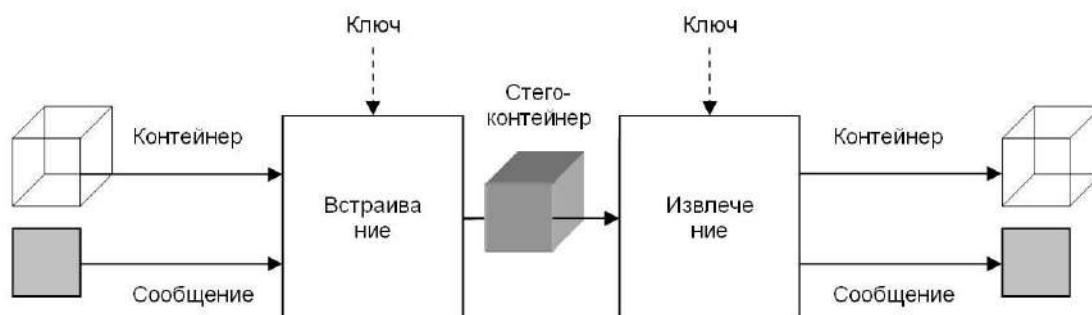 Ключ
Ключ
Стего-
контейнер
Контейнер
Контейнер
Встраива
ние
Извлече
ние
Сообщение
Сообщение